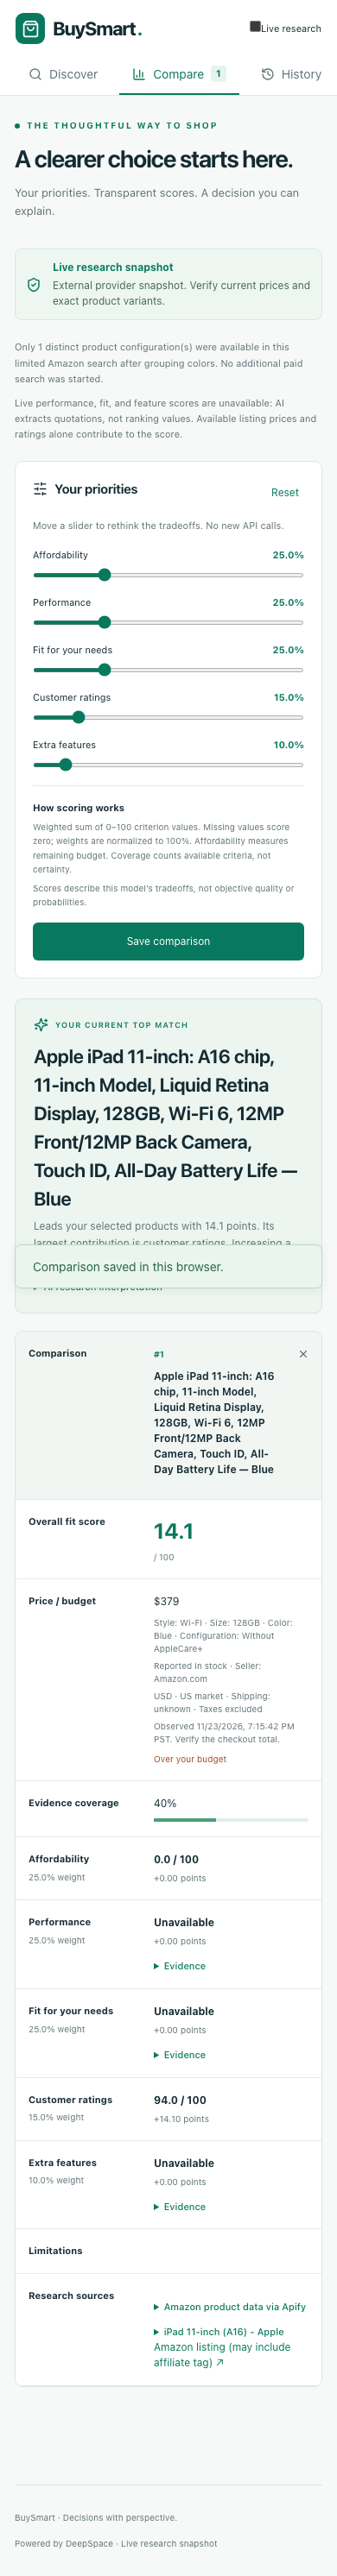 BuySmart.
Live research
Discover
Compare 1
History
THE THOUGHTFUL WAY TO SHOP
A clearer choice starts here.
Your priorities. Transparent scores. A decision you can
explain.
Live research snapshot
External provider snapshot. Verify current prices and
exact product variants.
Only 1 distinct product configuration(s) were available in this
limited Amazon search after grouping colors. No additional paid
search was started.
Live performance, fit, and feature scores are unavailable: AI
extracts quotations, not ranking values. Available listing prices and
ratings alone contribute to the score.
Your priorities
Reset
Move a slider to rethink the tradeoffs. No new API calls.
Affordability 25.0%
Performance 25.0%
Fit for your needs 25.0%
Customer ratings 15.0%
Extra features 10.0%
How scoring works
Weighted sum of 0–100 criterion values. Missing values score
zero; weights are normalized to 100%. Affordability measures
remaining budget. Coverage counts available criteria, not
certainty.
Scores describe this model's tradeoffs, not objective quality or
probabilities.
Save comparison
YOUR CURRENT TOP MATCH
Apple iPad 11-inch: A16 chip,
11-inch Model, Liquid Retina
Display, 128GB, Wi-Fi 6, 12MP
Front/12MP Back Camera,
Touch ID, All-Day Battery Life —
Blue
Leads your selected products with 14.1 points. Its
largest contribution is customer ratings. Increasing a
Comparison saved in this browser.
AI research interpretation
Comparison
#1
Apple iPad 11-inch: A16
chip, 11-inch Model,
Liquid Retina Display,
128GB, Wi-Fi 6, 12MP
Front/12MP Back
Camera, Touch ID, All-
Day Battery Life — Blue
Overall fit score
14.1
/ 100
Price / budget
$379
Style: Wi-Fi · Size: 128GB · Color:
Blue · Configuration: Without
AppleCare+
Reported in stock · Seller:
Amazon.com
USD · US market · Shipping:
unknown · Taxes excluded
Observed 11/23/2026, 7:15:42 PM
PST. Verify the checkout total.
Over your budget
Evidence coverage
40%
Affordability
25.0% weight
0.0 / 100
+0.00 points
Performance
25.0% weight
Unavailable
+0.00 points
Evidence
Fit for your needs
25.0% weight
Unavailable
+0.00 points
Evidence
Customer ratings
15.0% weight
94.0 / 100
+14.10 points
Extra features
10.0% weight
Unavailable
+0.00 points
Evidence
Limitations
Research sources
Amazon product data via Apify
iPad 11-inch (A16) - Apple
Amazon listing (may include
affiliate tag) ↗
BuySmart · Decisions with perspective.
Powered by DeepSpace · Live research snapshot